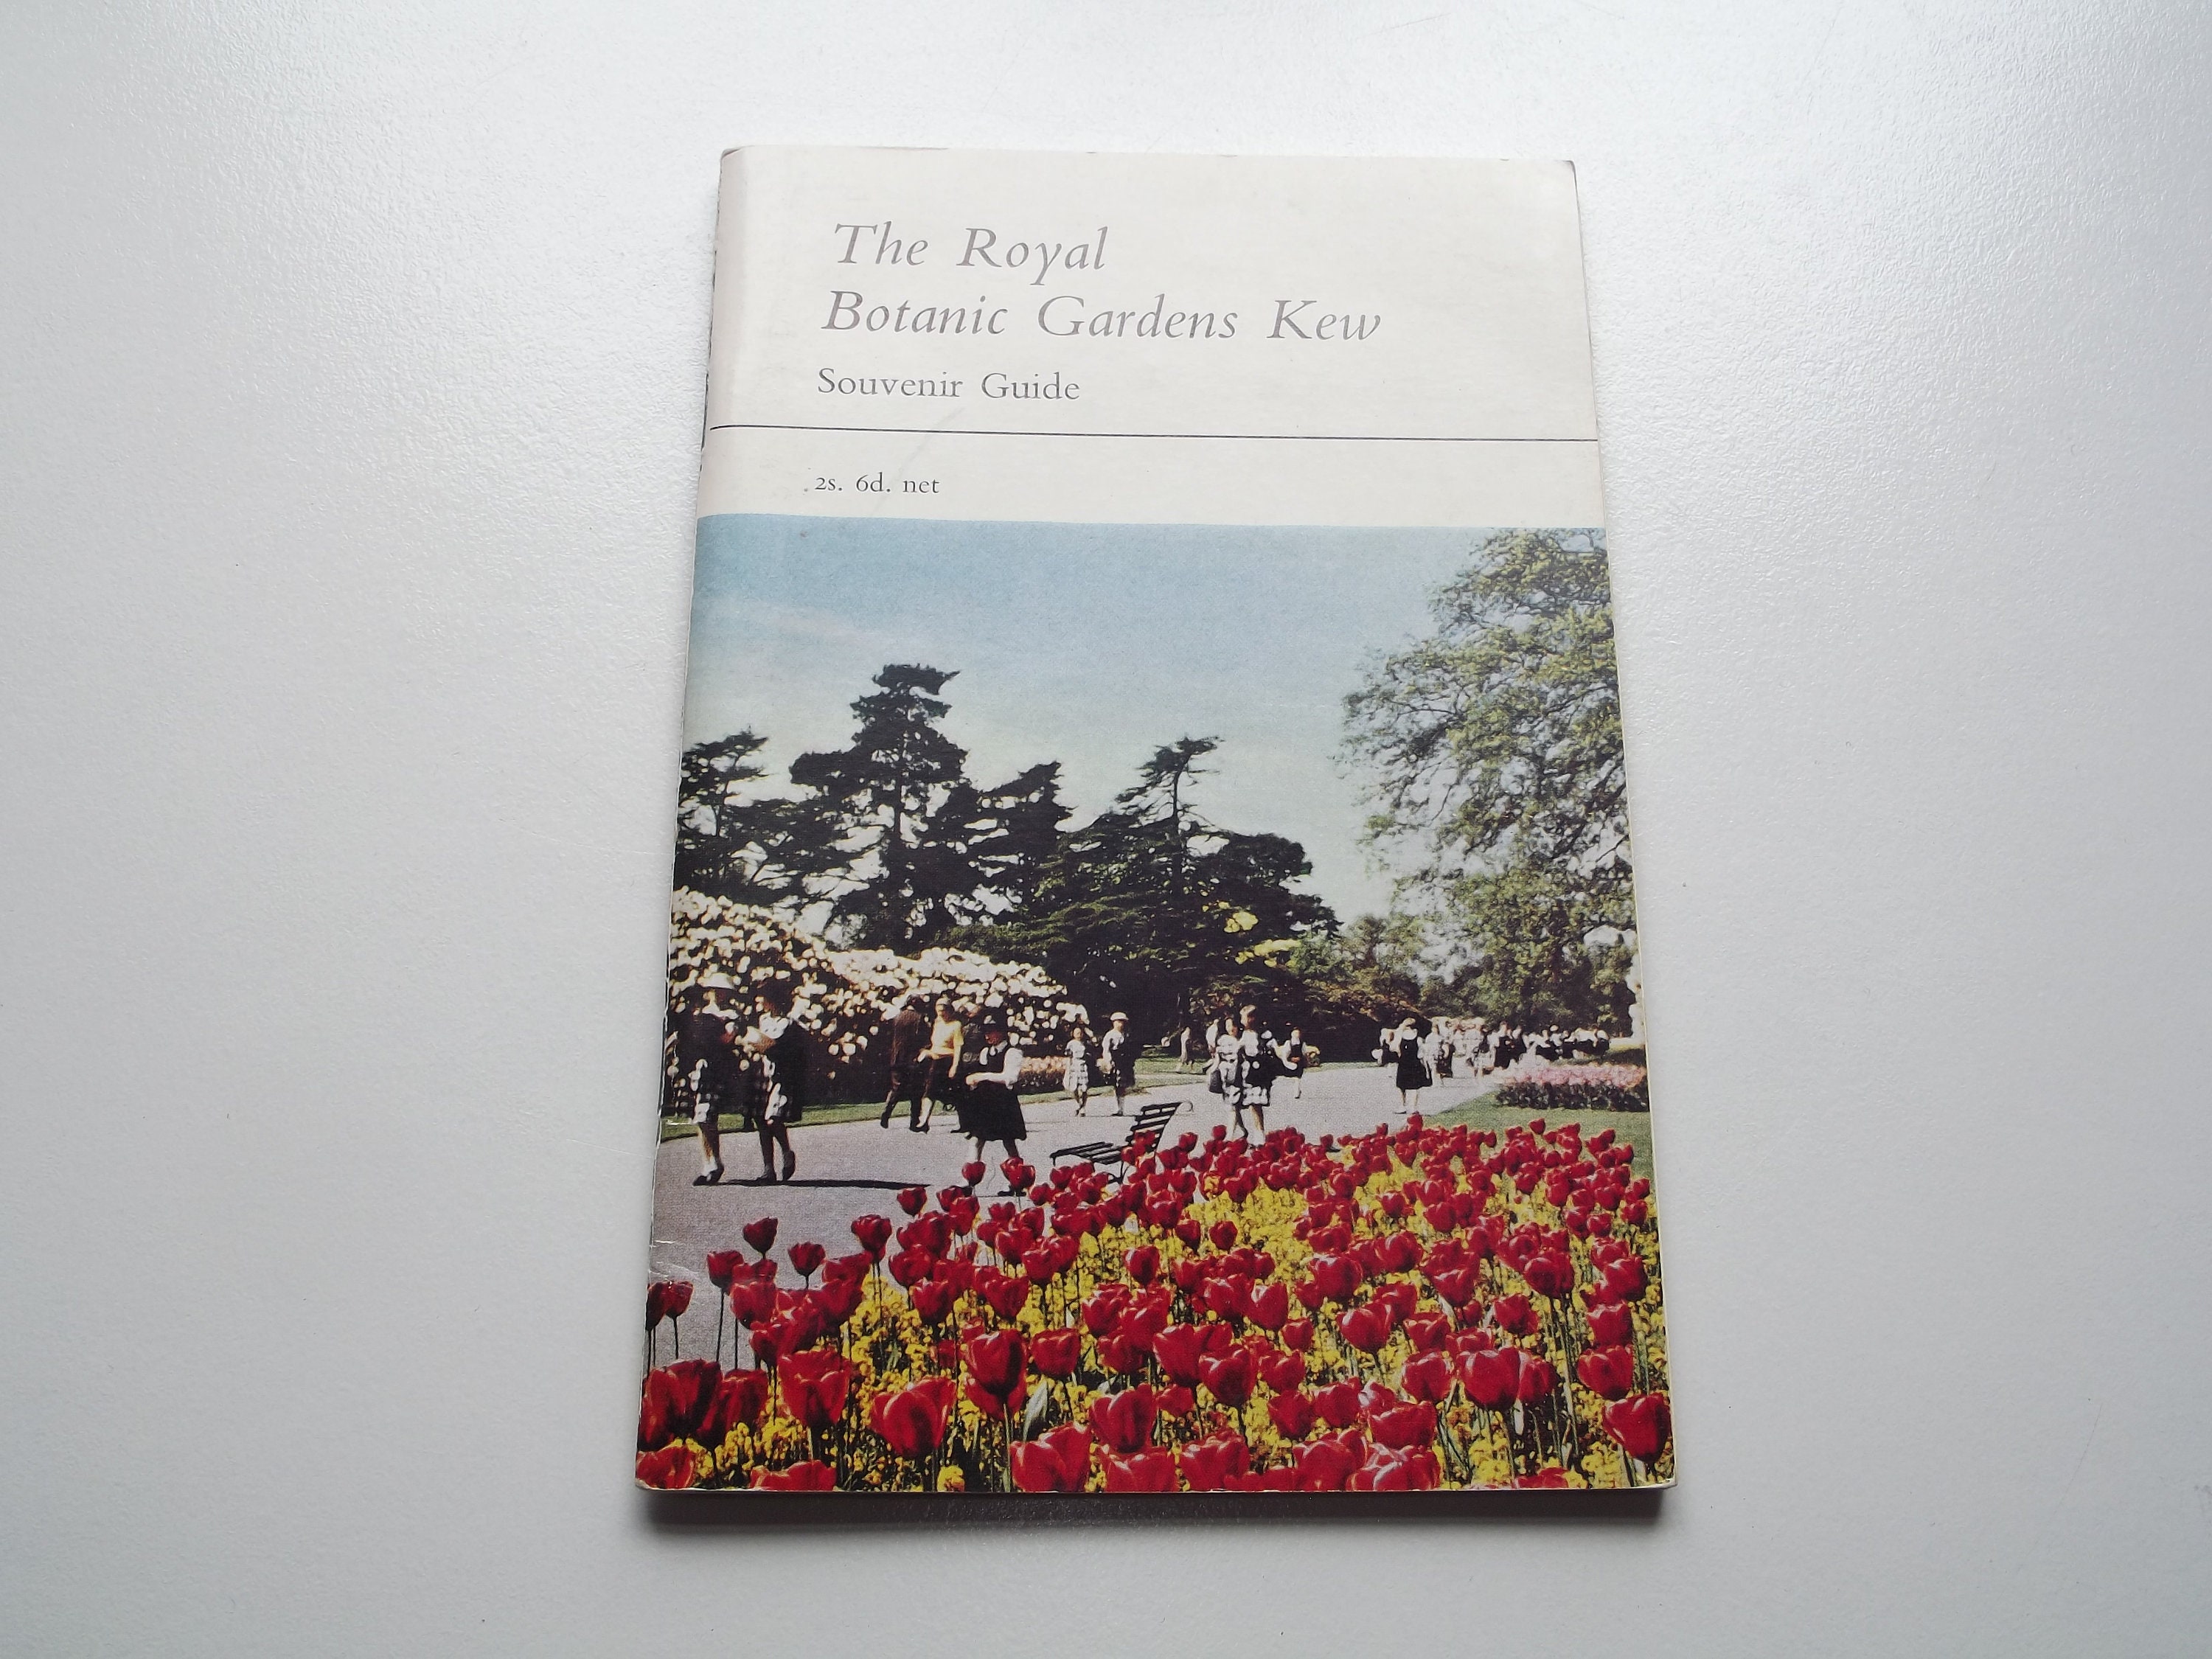 The Royal
Botanic Gardens Kew
Souvenir Guide
2s. 6d. net